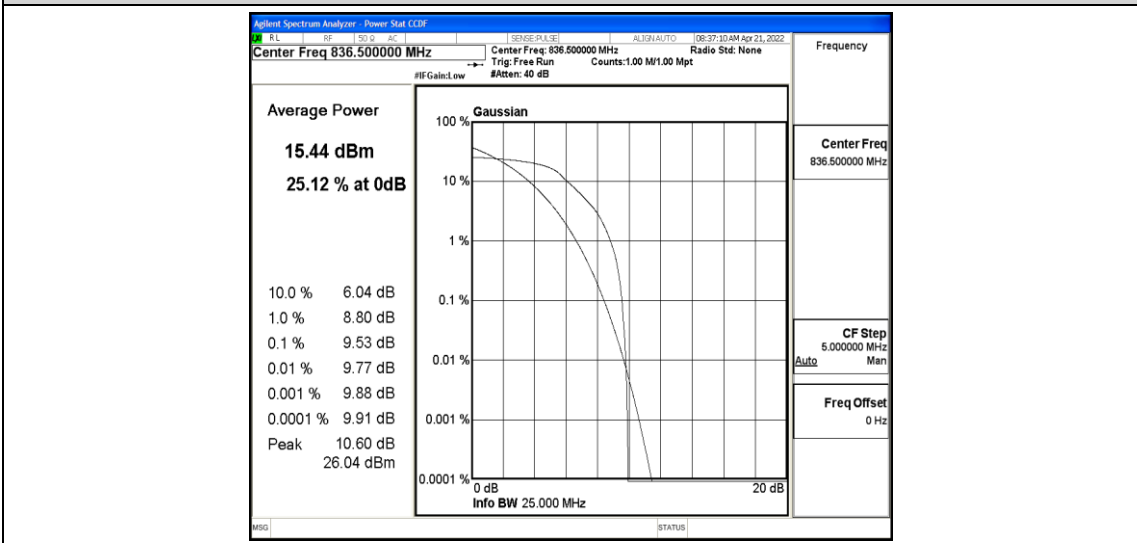 Agilent Spectrum Analyzer - Power Stat CCDF
LXI RL RF 50 Ω AC SENSE:PULSE ALIGN AUTO 08:37:10 AM Apr 21, 2022
Center Freq 836.500000 MHz
Center Freq: 836.500000 MHz Radio Std: None
Trig: Free Run Counts:1.00 M/1.00 Mpt
#IFGain:Low #Atten: 40 dB
Frequency
Average Power
15.44 dBm
25.12 % at 0dB
10.0 % 6.04 dB
1.0 % 8.80 dB
0.1 % 9.53 dB
0.01 % 9.77 dB
0.001 % 9.88 dB
0.0001 % 9.91 dB
Peak 10.60 dB
26.04 dBm
Gaussian
100 %
10 %
1 %
0.1 %
0.01 %
0.001 %
0.0001 %
0 dB 20 dB
Info BW 25.000 MHz
Center Freq
836.500000 MHz
CF Step
5.000000 MHz
Auto Man
Freq Offset
0 Hz
MSG STATUS